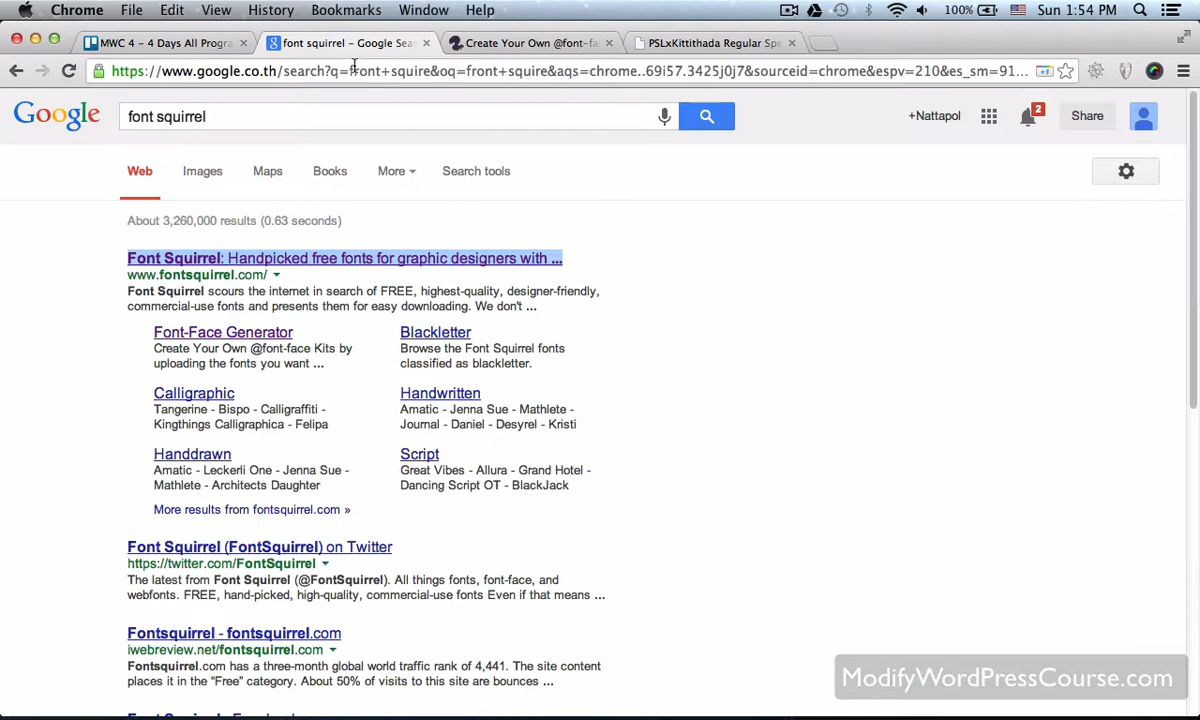 Chrome File Edit View History Bookmarks Window Help 100% Sun 1:54 PM
MWC 4 – 4 Days All Progra × font squirrel - Google Sear × Create Your Own @font-fa × PSLxKittithada Regular Spe ×
https://www.google.co.th/search?q=front+squire&oq=front+squire&aqs=chrome..69i57.3425j0j7&sourceid=chrome&espv=210&es_sm=91...
Google font squirrel +Nattapol 2 Share
Web Images Maps Books More Search tools
About 3,260,000 results (0.63 seconds)
Font Squirrel: Handpicked free fonts for graphic designers with ...
www.fontsquirrel.com/
Font Squirrel scours the internet in search of FREE, highest-quality, designer-friendly,
commercial-use fonts and presents them for easy downloading. We don't ...
Font-Face Generator
Create Your Own @font-face Kits by
uploading the fonts you want ...
Blackletter
Browse the Font Squirrel fonts
classified as blackletter.
Calligraphic
Tangerine - Bispo - Calligraffiti -
Kingthings Calligraphica - Felipa
Handwritten
Amatic - Jenna Sue - Mathlete -
Journal - Daniel - Desyrel - Kristi
Handdrawn
Amatic - Leckerli One - Jenna Sue -
Mathlete - Architects Daughter
Script
Great Vibes - Allura - Grand Hotel -
Dancing Script OT - BlackJack
More results from fontsquirrel.com »
Font Squirrel (FontSquirrel) on Twitter
https://twitter.com/FontSquirrel
The latest from Font Squirrel (@FontSquirrel). All things fonts, font-face, and
webfonts. FREE, hand-picked, high-quality, commercial-use fonts Even if that means ...
Fontsquirrel - fontsquirrel.com
iwebreview.net/fontsquirrel.com
Fontsquirrel.com has a three-month global world traffic rank of 4,441. The site content
places it in the "Free" category. About 50% of visits to this site are bounces ...
ModifyWordPressCourse.com